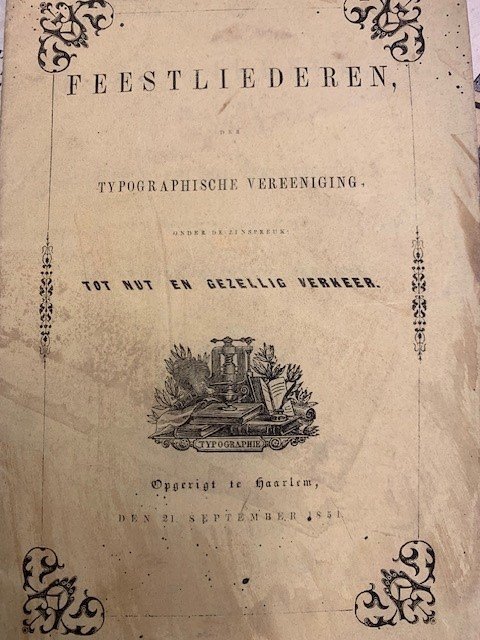 FEESTLIEDEREN,
DER
TYPOGRAPHISCHE VEREENIGING,
ONDER DE ZINSPREUK:
TOT NUT EN GEZELLIG VERKEER.
TYPOGRAPHIE
Opgerigt te Haarlem,
DEN 21 SEPTEMBER 1851.